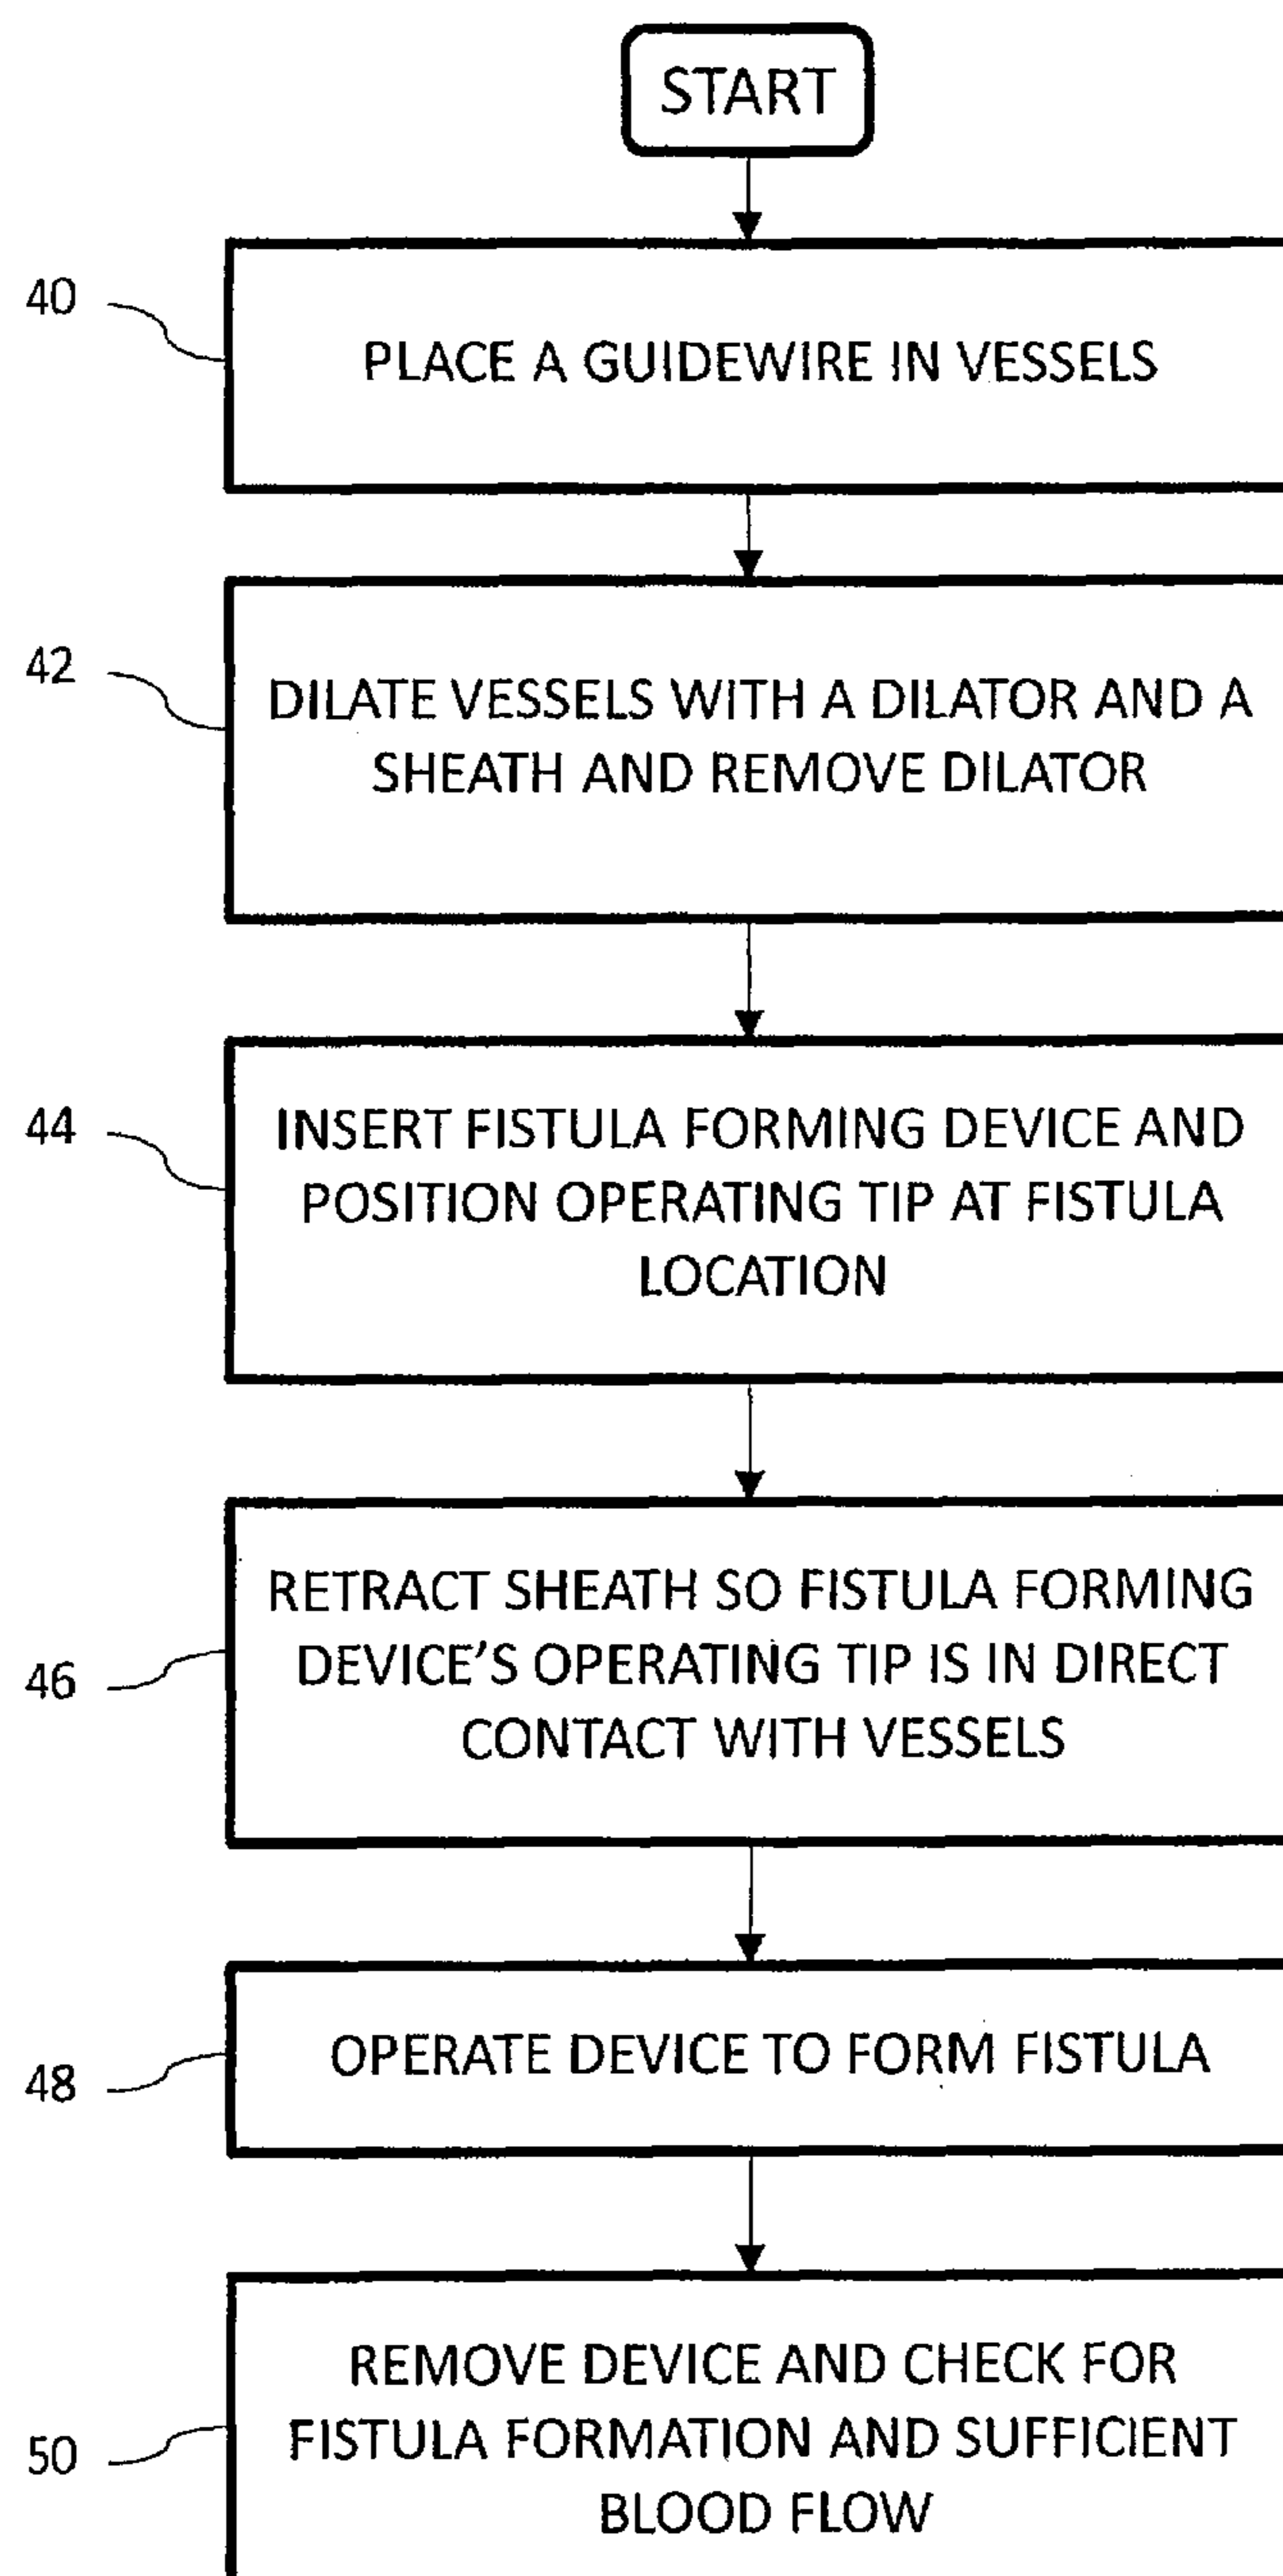 START
40
PLACE A GUIDEWIRE IN VESSELS
42
DILATE VESSELS WITH A DILATOR AND A
SHEATH AND REMOVE DILATOR
44
INSERT FISTULA FORMING DEVICE AND
POSITION OPERATING TIP AT FISTULA
LOCATION
46
RETRACT SHEATH SO FISTULA FORMING
DEVICE'S OPERATING TIP IS IN DIRECT
CONTACT WITH VESSELS
48
OPERATE DEVICE TO FORM FISTULA
50
REMOVE DEVICE AND CHECK FOR
FISTULA FORMATION AND SUFFICIENT
BLOOD FLOW